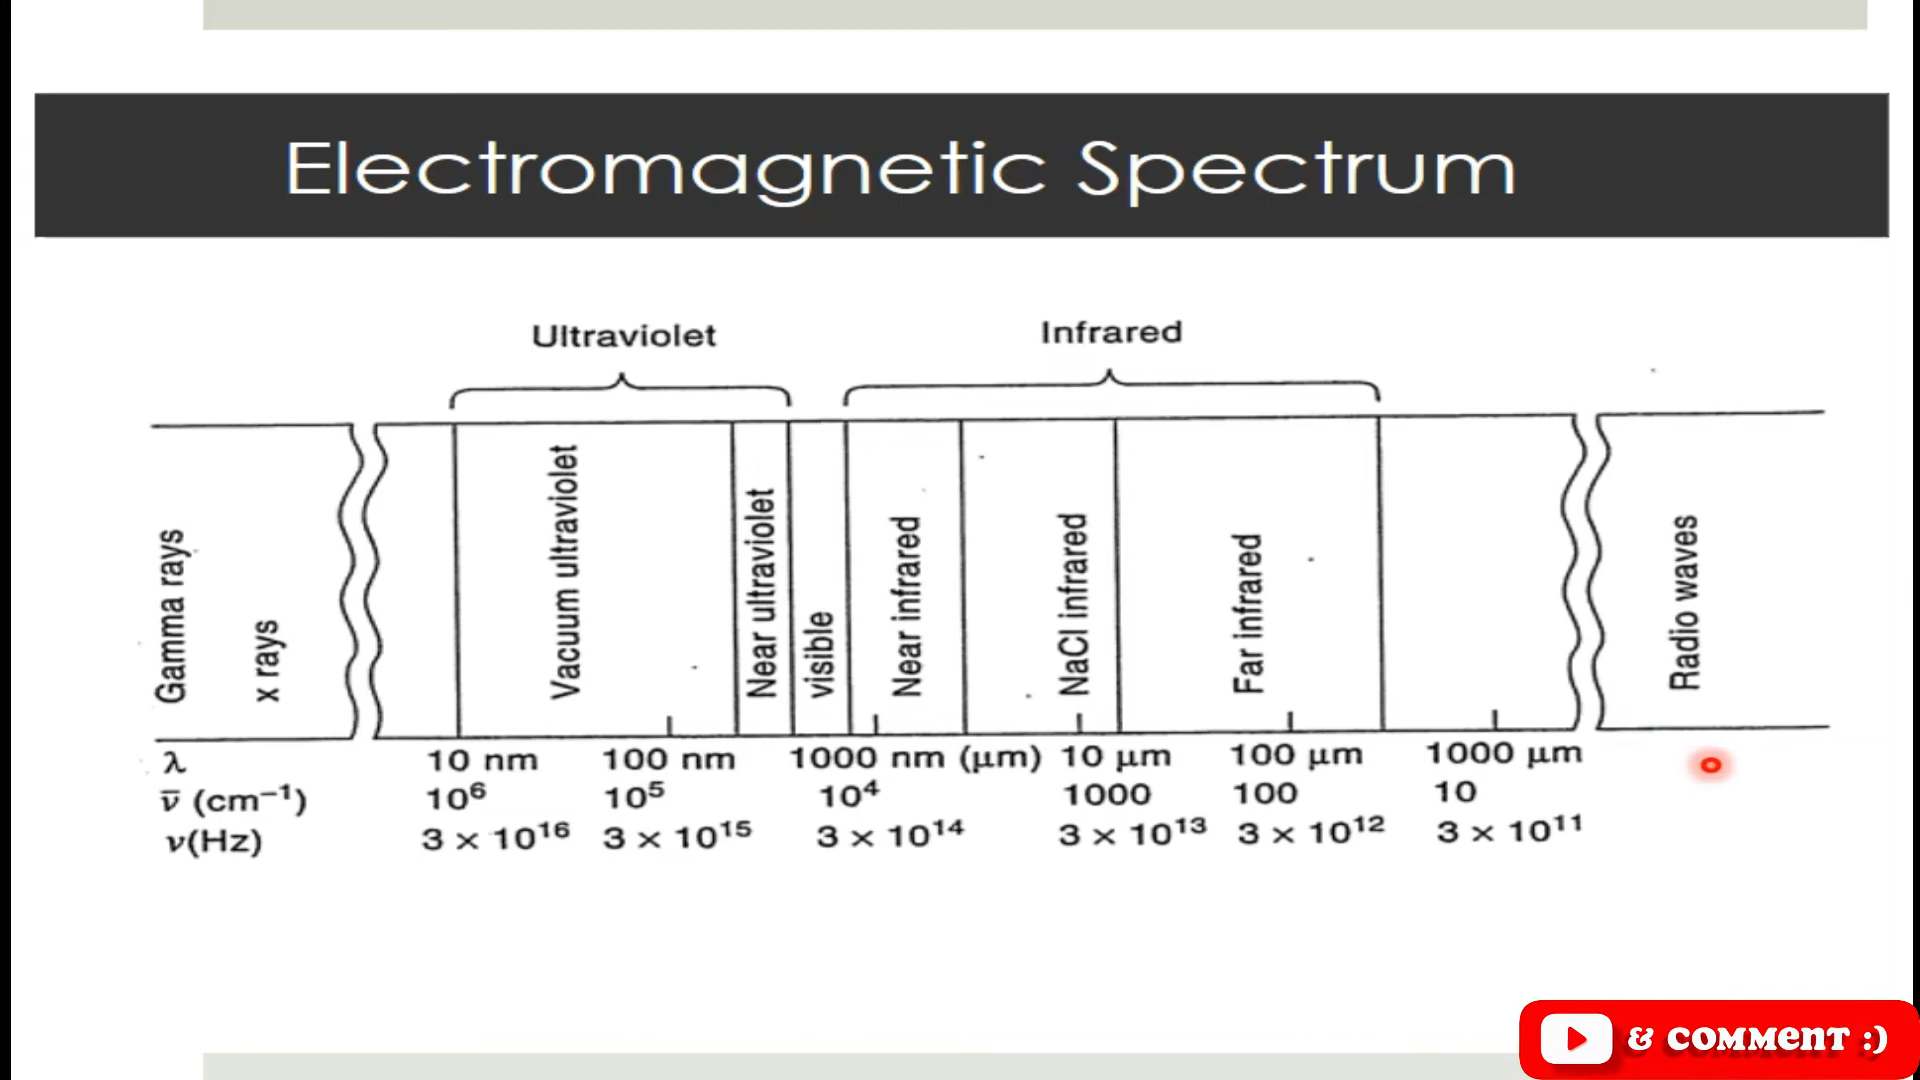 Electromagnetic Spectrum
Ultraviolet
Infrared
Gamma rays
x rays
Vacuum ultraviolet
Near ultraviolet
visible
Near infrared
NaCl infrared
Far infrared
Radio waves
λ 10 nm 100 nm 1000 nm (μm) 10 μm 100 μm 1000 μm
ν̅ (cm⁻¹) 10⁶ 10⁵ 10⁴ 1000 100 10
ν(Hz) 3 × 10¹⁶ 3 × 10¹⁵ 3 × 10¹⁴ 3 × 10¹³ 3 × 10¹² 3 × 10¹¹
& COMMENT :)